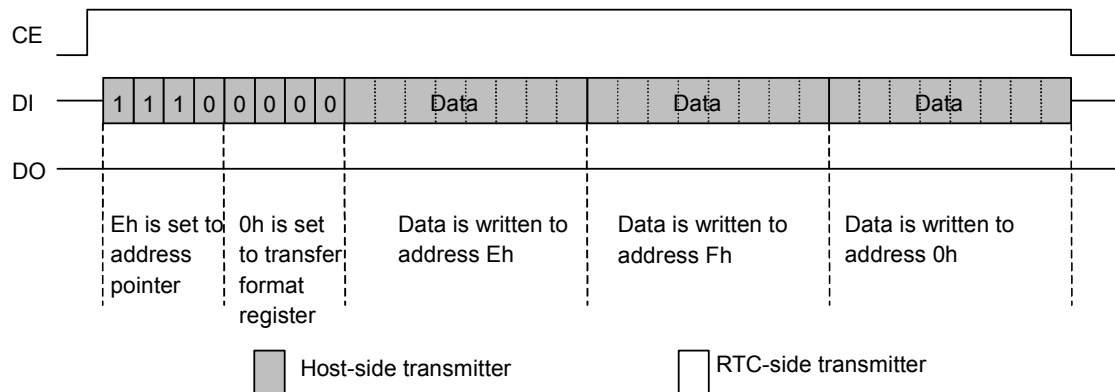 CE
DI
1 1 1 0 0 0 0 0 Data Data Data
DO
Eh is set to
address
pointer
0h is set
to transfer
format
register
Data is written to
address Eh
Data is written to
address Fh
Data is written to
address 0h
Host-side transmitter
RTC-side transmitter